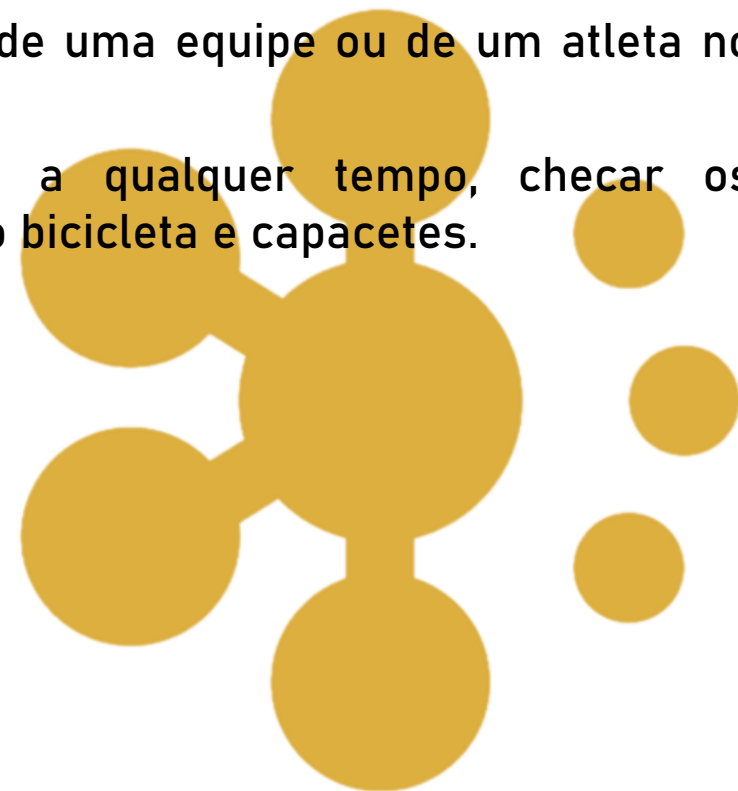 de uma equipe ou de um atleta no
a qualquer tempo, checar os
bicicleta e capacetes.